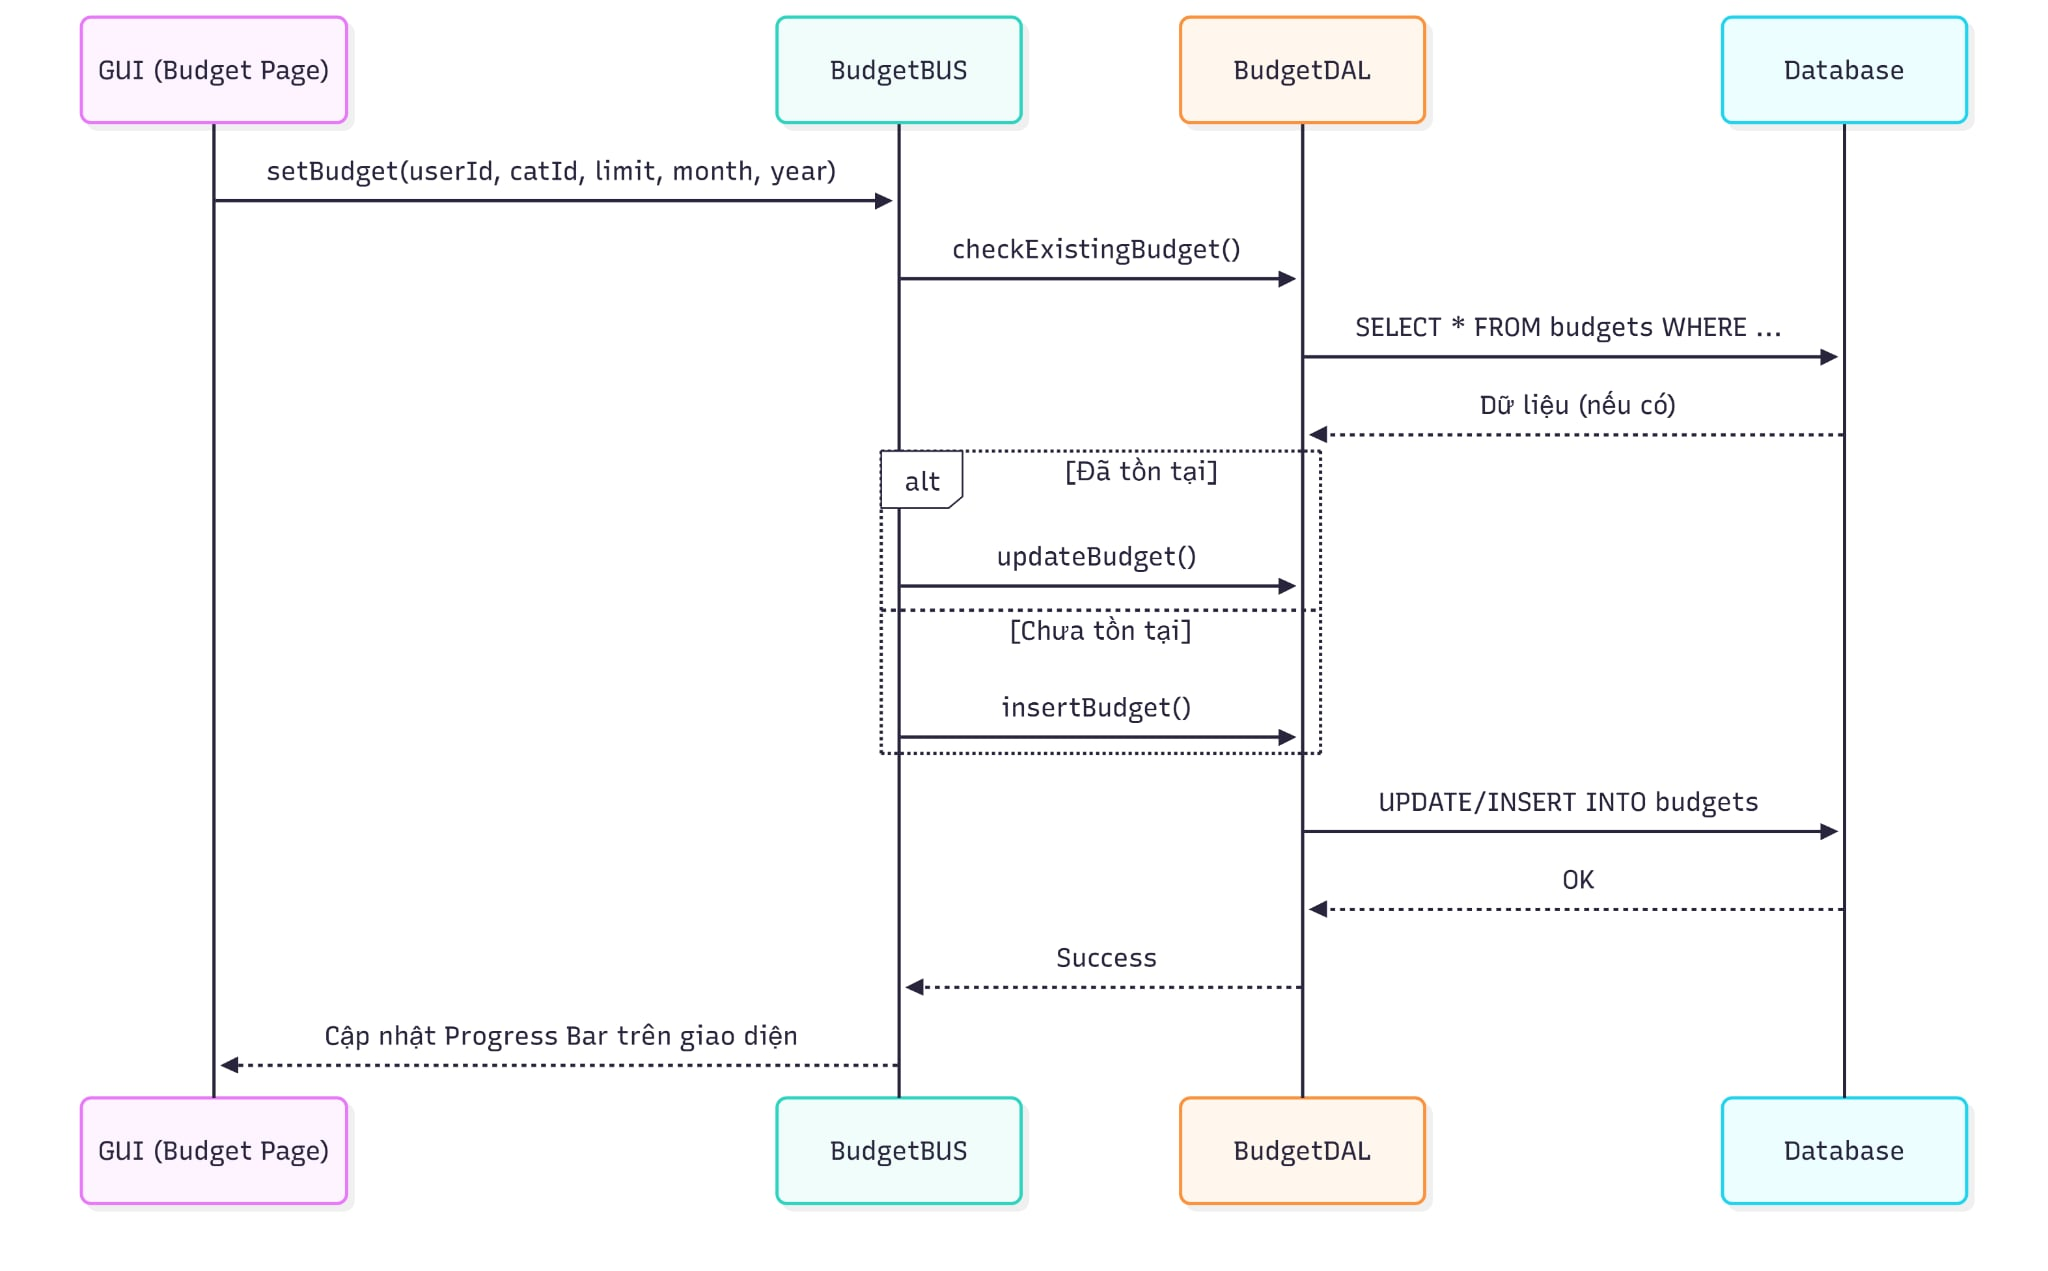 GUI (Budget Page)
BudgetBUS
BudgetDAL
Database
setBudget(userId, catId, limit, month, year)
checkExistingBudget()
SELECT * FROM budgets WHERE ...
Dữ liệu (nếu có)
alt
[Đã tồn tại]
updateBudget()
[Chưa tồn tại]
insertBudget()
UPDATE/INSERT INTO budgets
OK
Success
Cập nhật Progress Bar trên giao diện
GUI (Budget Page)
BudgetBUS
BudgetDAL
Database